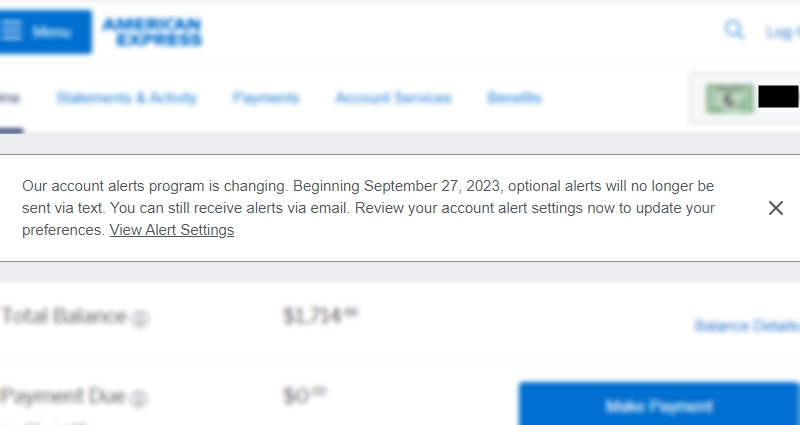 Menu
AMERICAN
EXPRESS
Log
Statements & Activity
Payments
Account Services
Benefits
Our account alerts program is changing. Beginning September 27, 2023, optional alerts will no longer be
sent via text. You can still receive alerts via email. Review your account alert settings now to update your
preferences. View Alert Settings
Total Balance
$1,714
Balance Details
Payment Due
$0
Make Payment